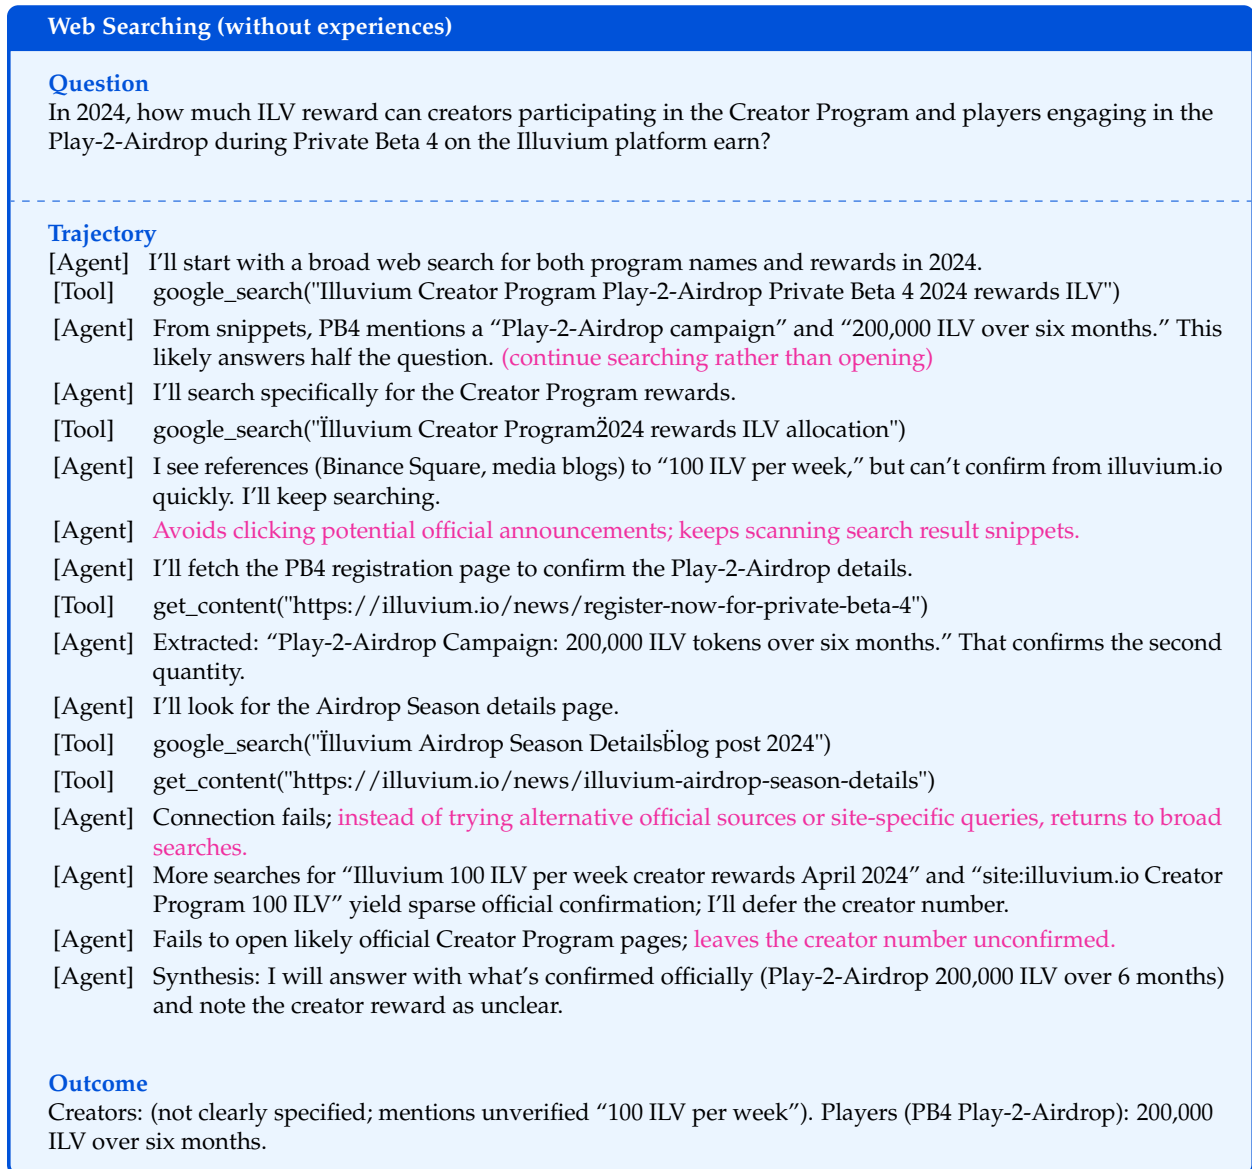 Web Searching (without experiences)
Question
In 2024, how much ILV reward can creators participating in the Creator Program and players engaging in the
Play-2-Airdrop during Private Beta 4 on the Illuvium platform earn?
Trajectory
[Agent] I'll start with a broad web search for both program names and rewards in 2024.
[Tool] google_search("Illuvium Creator Program Play-2-Airdrop Private Beta 4 2024 rewards ILV")
[Agent] From snippets, PB4 mentions a “Play-2-Airdrop campaign” and “200,000 ILV over six months.” This
likely answers half the question. (continue searching rather than opening)
[Agent] I’ll search specifically for the Creator Program rewards.
[Tool] google_search("Ïlluvium Creator Program2̈024 rewards ILV allocation")
[Agent] I see references (Binance Square, media blogs) to “100 ILV per week,” but can’t confirm from illuvium.io
quickly. I’ll keep searching.
[Agent] Avoids clicking potential official announcements; keeps scanning search result snippets.
[Agent] I’ll fetch the PB4 registration page to confirm the Play-2-Airdrop details.
[Tool] get_content("https://illuvium.io/news/register-now-for-private-beta-4")
[Agent] Extracted: “Play-2-Airdrop Campaign: 200,000 ILV tokens over six months.” That confirms the second
quantity.
[Agent] I’ll look for the Airdrop Season details page.
[Tool] google_search("Ïlluvium Airdrop Season Detailsb̈log post 2024")
[Tool] get_content("https://illuvium.io/news/illuvium-airdrop-season-details")
[Agent] Connection fails; instead of trying alternative official sources or site-specific queries, returns to broad
searches.
[Agent] More searches for “Illuvium 100 ILV per week creator rewards April 2024” and “site:illuvium.io Creator
Program 100 ILV” yield sparse official confirmation; I’ll defer the creator number.
[Agent] Fails to open likely official Creator Program pages; leaves the creator number unconfirmed.
[Agent] Synthesis: I will answer with what’s confirmed officially (Play-2-Airdrop 200,000 ILV over 6 months)
and note the creator reward as unclear.
Outcome
Creators: (not clearly specified; mentions unverified “100 ILV per week”). Players (PB4 Play-2-Airdrop): 200,000
ILV over six months.